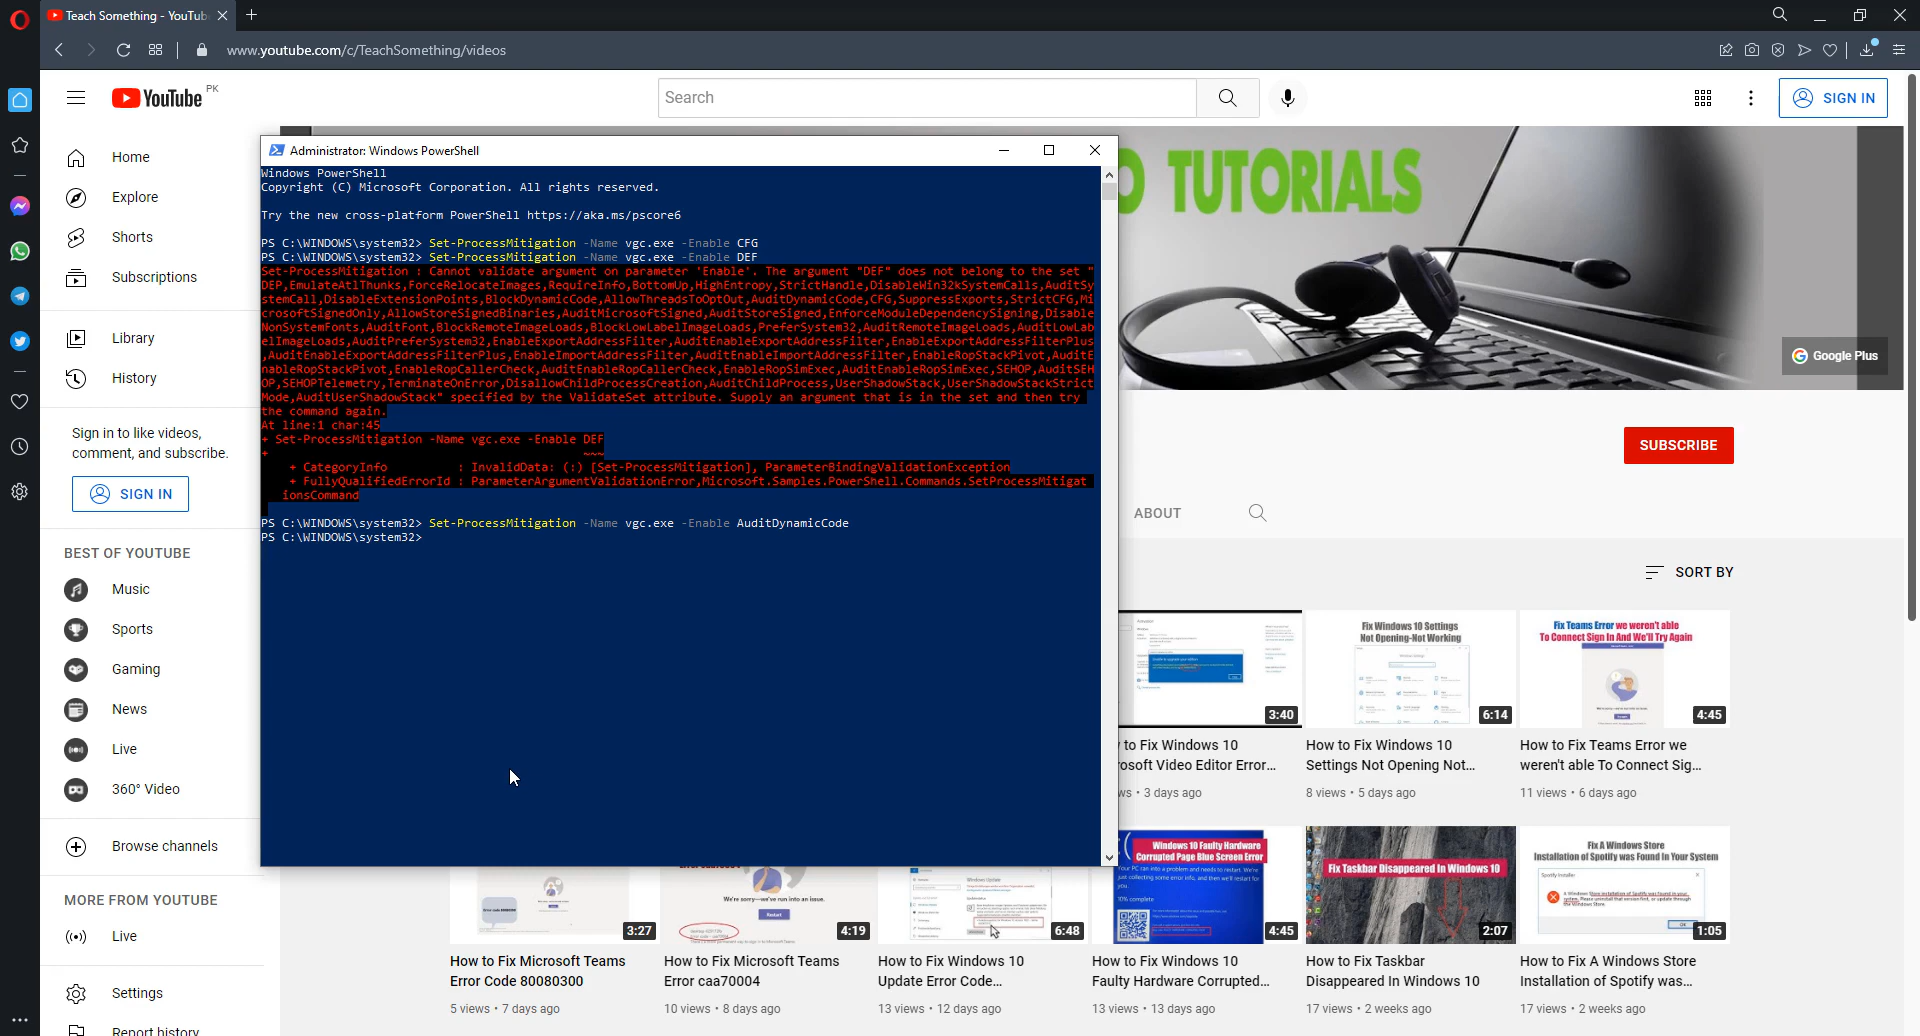 Teach Something - YouTub
www.youtube.com/c/TeachSomething/videos
YouTube PK
Search
SIGN IN
Home
Explore
Shorts
Subscriptions
Library
History
Sign in to like videos,
comment, and subscribe.
SIGN IN
BEST OF YOUTUBE
Music
Sports
Gaming
News
Live
360° Video
Browse channels
MORE FROM YOUTUBE
Live
Settings
Report history
Administrator: Windows PowerShell
Windows PowerShell
Copyright (C) Microsoft Corporation. All rights reserved.
Try the new cross-platform PowerShell https://aka.ms/pscore6
PS C:\WINDOWS\system32> Set-ProcessMitigation -Name vgc.exe -Enable CFG
PS C:\WINDOWS\system32> Set-ProcessMitigation -Name vgc.exe -Enable DEF
Set-ProcessMitigation : Cannot validate argument on parameter 'Enable'. The argument "DEF" does not belong to the set "
DEP,EmulateAtlThunks,ForceRelocateImages,RequireInfo,BottomUp,HighEntropy,StrictHandle,DisableWin32kSystemCalls,AuditSy
stemCall,DisableExtensionPoints,BlockDynamicCode,AllowThreadsToOptOut,AuditDynamicCode,CFG,SuppressExports,StrictCFG,Mi
crosoftSignedOnly,AllowStoreSignedBinaries,AuditMicrosoftSigned,AuditStoreSigned,EnforceModuleDependencySigning,Disable
NonSystemFonts,AuditFont,BlockRemoteImageLoads,BlockLowLabelImageLoads,PreferSystem32,AuditRemoteImageLoads,AuditLowLab
elImageLoads,AuditPreferSystem32,EnableExportAddressFilter,AuditEnableExportAddressFilter,EnableExportAddressFilterPlus
,AuditEnableExportAddressFilterPlus,EnableImportAddressFilter,AuditEnableImportAddressFilter,EnableRopStackPivot,AuditE
nableRopStackPivot,EnableRopCallerCheck,AuditEnableRopCallerCheck,EnableRopSimExec,AuditEnableRopSimExec,SEHOP,AuditSEH
OP,SEHOPTelemetry,TerminateOnError,DisallowChildProcessCreation,AuditChildProcess,UserShadowStack,UserShadowStackStrict
Mode,AuditUserShadowStack" specified by the ValidateSet attribute. Supply an argument that is in the set and then try
the command again.
At line:1 char:45
+ Set-ProcessMitigation -Name vgc.exe -Enable DEF
+ ~~~
+ CategoryInfo : InvalidData: (:) [Set-ProcessMitigation], ParameterBindingValidationException
+ FullyQualifiedErrorId : ParameterArgumentValidationError,Microsoft.Samples.PowerShell.Commands.SetProcessMitigat
ionsCommand
PS C:\WINDOWS\system32> Set-ProcessMitigation -Name vgc.exe -Enable AuditDynamicCode
PS C:\WINDOWS\system32>
O TUTORIALS
Google Plus
SUBSCRIBE
ABOUT
SORT BY
3:40
to Fix Windows 10
rosoft Video Editor Error...
ws • 3 days ago
Fix Windows 10 Settings
Not Opening-Not Working
6:14
How to Fix Windows 10
Settings Not Opening Not...
8 views • 5 days ago
Fix Teams Error we weren't able
To Connect Sign In And We'll Try Again
4:45
How to Fix Teams Error we
weren't able To Connect Sig...
11 views • 6 days ago
3:27
How to Fix Microsoft Teams
Error Code 80080300
5 views • 7 days ago
We're sorry—we've run into an issue.
Restart
4:19
How to Fix Microsoft Teams
Error caa70004
10 views • 8 days ago
Windows Update
6:48
How to Fix Windows 10
Update Error Code...
13 views • 12 days ago
Windows 10 Faulty Hardware
Corrupted Page Blue Screen Error
4:45
How to Fix Windows 10
Faulty Hardware Corrupted...
13 views • 13 days ago
Fix Taskbar Disappeared In Windows 10
2:07
How to Fix Taskbar
Disappeared In Windows 10
17 views • 2 weeks ago
Fix A Windows Store
Installation of Spotify was Found In Your System
1:05
How to Fix A Windows Store
Installation of Spotify was...
17 views • 2 weeks ago